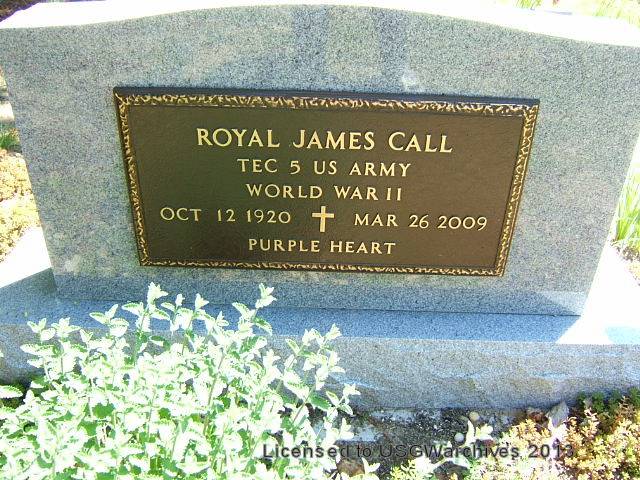 ROYAL JAMES CALL
TEC 5 US ARMY
WORLD WAR II
OCT 12 1920 ✝ MAR 26 2009
PURPLE HEART
Licensed to USGWarchives 2013